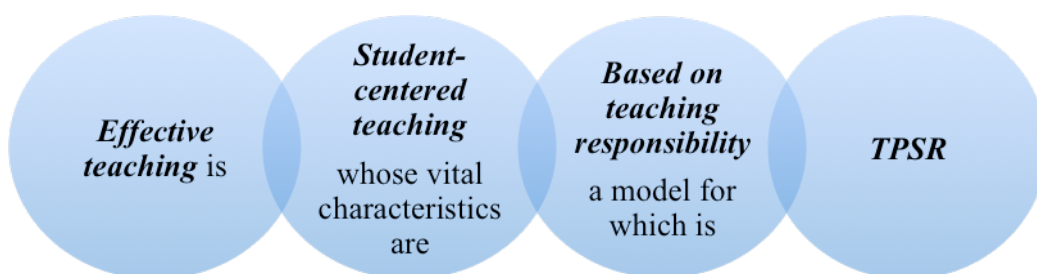 Effective
teaching is
Student-
centered
teaching
whose vital
characteristics
are
Based on
teaching
responsibility
a model for
which is
TPSR